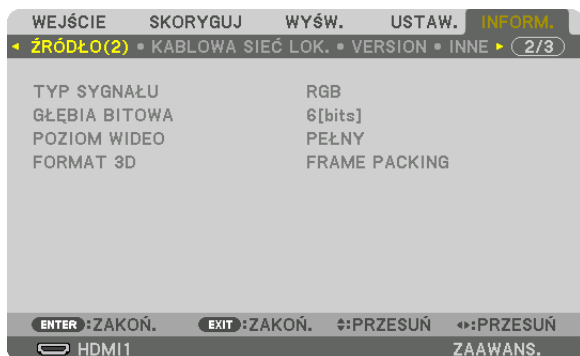 WEJŚCIE SKORYGUJ WYŚW. USTAW. INFORM.
ŹRÓDŁO(2) • KABLOWA SIEĆ LOK. • VERSION • INNE 2/3
TYP SYGNAŁU RGB
GŁĘBIA BITOWA 6[bits]
POZIOM WIDEO PEŁNY
FORMAT 3D FRAME PACKING
ENTER :ZAKOŃ. EXIT :ZAKOŃ. :PRZESUŃ :PRZESUŃ
HDMI1 ZAAWANS.